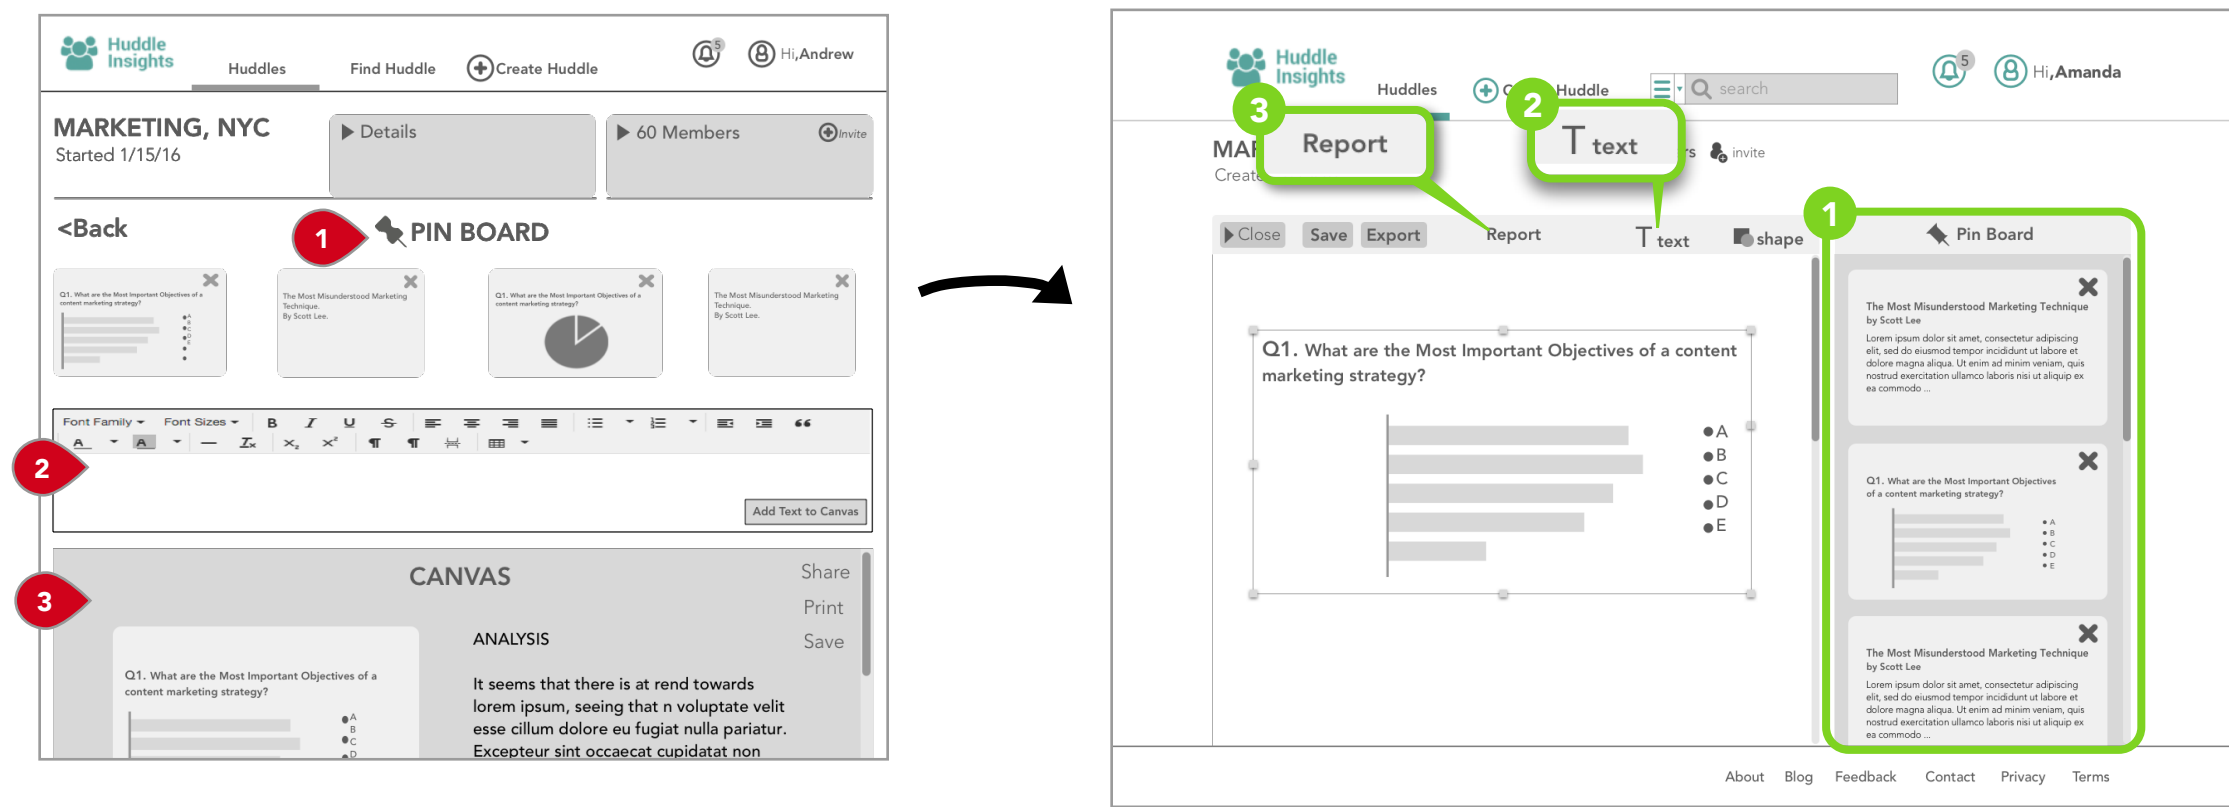 Huddle
Insights
Huddles
Find Huddle
Create Huddle
5
Hi,Andrew
MARKETING, NYC
Started 1/15/16
Details
60 Members
Invite
<Back
1
PIN BOARD
Q1. What are the Most Important Objectives of a
content marketing strategy?
A
B
C
D
E
The Most Misunderstood Marketing
Technique.
By Scott Lee.
Q1. What are the Most Important Objectives of a
content marketing strategy?
The Most Misunderstood Marketing
Technique.
By Scott Lee.
Font Family
Font Sizes
B I U S
A A Ix X₂ X² ¶ ¶
2
Add Text to Canvas
3
CANVAS
Share
Print
Save
Q1. What are the Most Important Objectives of a
content marketing strategy?
A
B
C
D
ANALYSIS
It seems that there is at rend towards
lorem ipsum, seeing that n voluptate velit
esse cillum dolore eu fugiat nulla pariatur.
Excepteur sint occaecat cupidatat non
Huddle
Insights
Huddles
Huddle
search
5
Hi,Amanda
3
Report
2
T text
invite
Close
Save
Export
Report
T text
shape
1
Pin Board
Q1. What are the Most Important Objectives of a content
marketing strategy?
A
B
C
D
E
The Most Misunderstood Marketing Technique
by Scott Lee
Lorem ipsum dolor sit amet, consectetur adipiscing
elit, sed do eiusmod tempor incididunt ut labore et
dolore magna aliqua. Ut enim ad minim veniam, quis
nostrud exercitation ullamco laboris nisi ut aliquip ex
ea commodo ...
Q1. What are the Most Important Objectives
of a content marketing strategy?
A
B
C
D
E
The Most Misunderstood Marketing Technique
by Scott Lee
Lorem ipsum dolor sit amet, consectetur adipiscing
elit, sed do eiusmod tempor incididunt ut labore et
dolore magna aliqua. Ut enim ad minim veniam, quis
nostrud exercitation ullamco laboris nisi ut aliquip ex
ea commodo ...
About
Blog
Feedback
Contact
Privacy
Terms